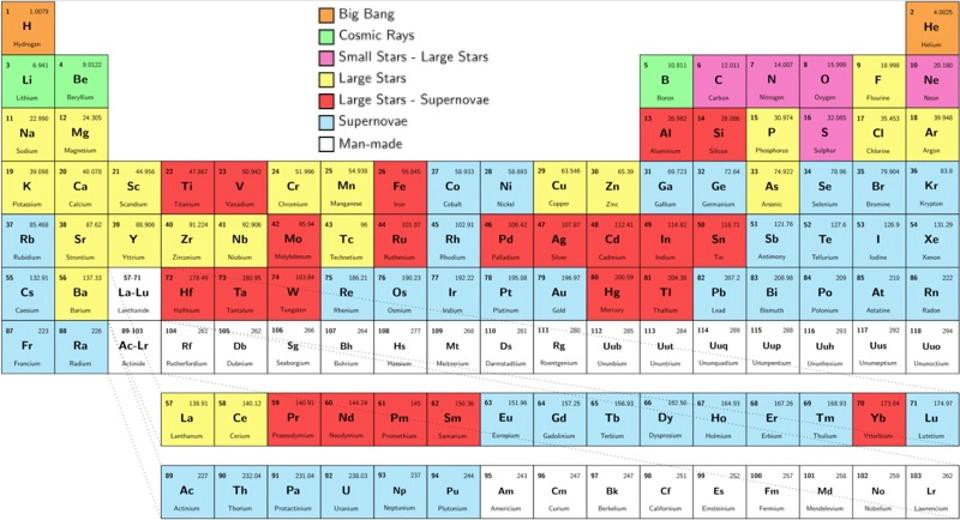 1 1.0079 2 4.0025
H He
Hydrogen Helium
Big Bang
Cosmic Rays
Small Stars - Large Stars
Large Stars
Large Stars - Supernovae
Supernovae
Man-made
3 6.941 4 9.0122 5 10.811 6 12.011 7 14.007 8 15.999 9 18.998 10 20.180
Li Be B C N O F Ne
Lithium Beryllium Boron Carbon Nitrogen Oxygen Flourine Neon
11 22.990 12 24.305 13 26.982 14 28.086 15 30.974 16 32.065 17 35.453 18 39.948
Na Mg Al Si P S Cl Ar
Sodium Magnesium Aluminium Silicon Phosphorus Sulphur Chlorine Argon
19 39.098 20 40.078 21 44.956 22 47.867 23 50.942 24 51.996 25 54.938 26 55.845 27 58.933 28 58.693 29 63.546 30 65.39 31 69.723 32 72.64 33 74.922 34 78.96 35 79.904 36 83.8
K Ca Sc Ti V Cr Mn Fe Co Ni Cu Zn Ga Ge As Se Br Kr
Potassium Calcium Scandium Titanium Vanadium Chromium Manganese Iron Cobalt Nickel Copper Zinc Gallium Germanium Arsenic Selenium Bromine Krypton
37 85.468 38 87.62 39 88.906 40 91.224 41 92.906 42 95.94 43 96 44 101.07 45 102.91 46 106.42 47 107.87 48 112.41 49 114.82 50 118.71 51 121.76 52 127.6 53 126.9 54 131.29
Rb Sr Y Zr Nb Mo Tc Ru Rh Pd Ag Cd In Sn Sb Te I Xe
Rubidium Strontium Yttrium Zirconium Niobium Molybdenum Technetium Ruthenium Rhodium Palladium Silver Cadmium Indium Tin Antimony Tellurium Iodine Xenon
55 132.91 56 137.33 57-71 72 178.49 73 180.95 74 183.84 75 186.21 76 190.23 77 192.22 78 195.08 79 196.97 80 200.59 81 204.38 82 207.2 83 208.98 84 209 85 210 86 222
Cs Ba La-Lu Hf Ta W Re Os Ir Pt Au Hg Tl Pb Bi Po At Rn
Caesium Barium Lanthanide Halfnium Tantalum Tungsten Rhenium Osmium Iridium Platinum Gold Mercury Thallium Lead Bismuth Polonium Astatine Radon
87 223 88 226 89-103 104 261 105 262 106 266 107 264 108 277 109 268 110 281 111 280 112 285 113 284 114 289 115 288 116 293 117 292 118 294
Fr Ra Ac-Lr Rf Db Sg Bh Hs Mt Ds Rg Uub Uut Uuq Uup Uuh Uus Uuo
Francium Radium Actinide Rutherfordium Dubnium Seaborgium Bohrium Hassium Meitnerium Darmstadtium Roentgenium Ununbium Ununtrium Ununquadium Ununpentium Ununhexium Ununseptium Ununoctium
57 138.91 58 140.12 59 140.91 60 144.24 61 145 62 150.36 63 151.96 64 157.25 65 158.93 66 162.50 67 164.93 68 167.26 69 168.93 70 173.04 71 174.97
La Ce Pr Nd Pm Sm Eu Gd Tb Dy Ho Er Tm Yb Lu
Lanthanum Cerium Praseodymium Neodymium Promethium Samarium Europium Gadolinium Terbium Dysprosium Holmium Erbium Thulium Ytterbium Lutetium
89 227 90 232.04 91 231.04 92 238.03 93 237 94 244 95 243 96 247 97 247 98 251 99 252 100 257 101 258 102 259 103 262
Ac Th Pa U Np Pu Am Cm Bk Cf Es Fm Md No Lr
Actinium Thorium Protactinium Uranium Neptunium Plutonium Americium Curium Berkelium Californium Einsteinium Fermium Mendelevium Nobelium Lawrencium